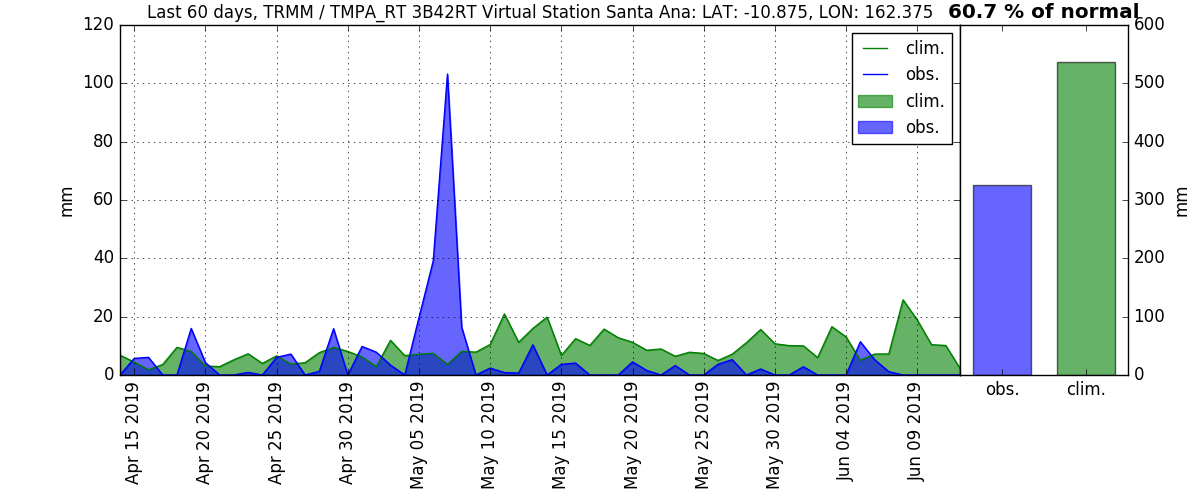 Last 60 days, TRMM / TMPA_RT 3B42RT Virtual Station Santa Ana: LAT: -10.875, LON: 162.375 60.7 % of normal
120
100
80
60
40
20
0
mm
clim.
obs.
clim.
obs.
600
500
400
300
200
100
0
mm
obs. clim.
Apr 15 2019
Apr 20 2019
Apr 25 2019
Apr 30 2019
May 05 2019
May 10 2019
May 15 2019
May 20 2019
May 25 2019
May 30 2019
Jun 04 2019
Jun 09 2019